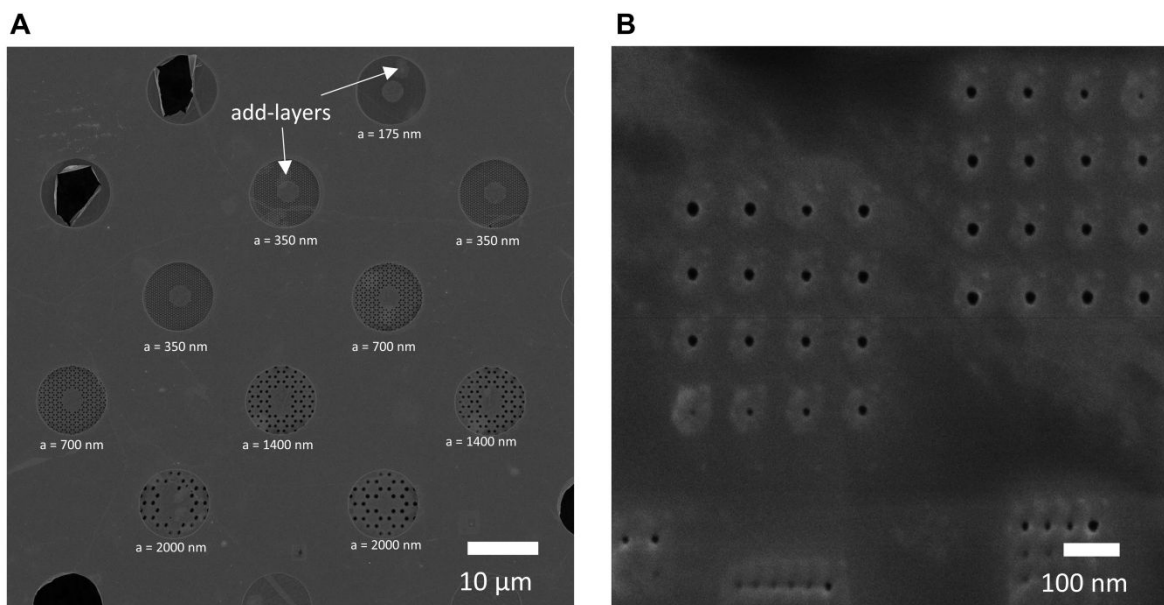 A
B
add-layers
a = 175 nm
a = 350 nm
a = 350 nm
a = 350 nm
a = 700 nm
a = 700 nm
a = 1400 nm
a = 1400 nm
a = 2000 nm
a = 2000 nm
10 µm
100 nm